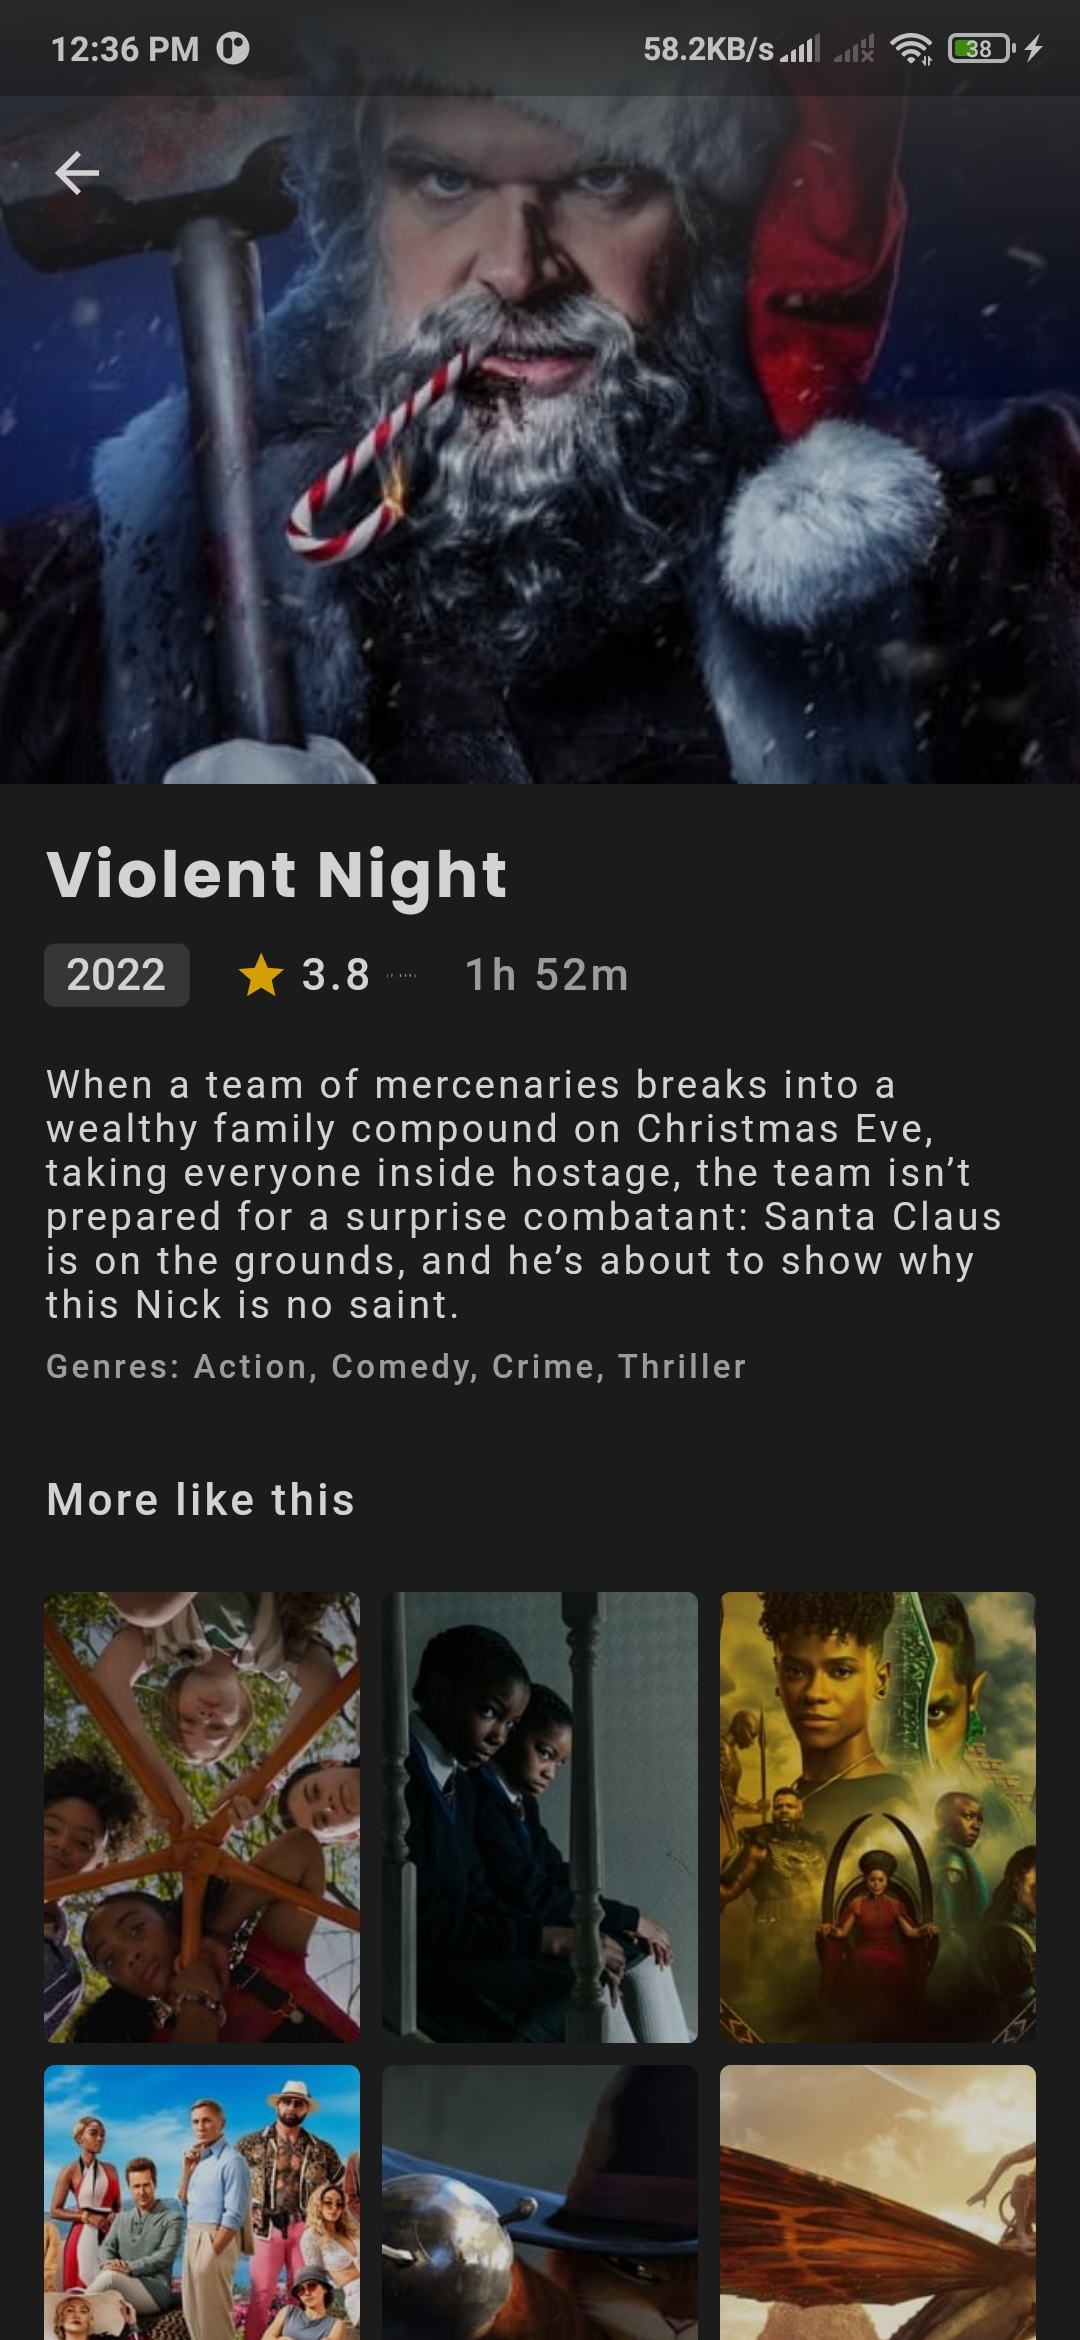 12:36 PM 58.2KB/s 38
Violent Night
2022 3.8 1h 52m
When a team of mercenaries breaks into a
wealthy family compound on Christmas Eve,
taking everyone inside hostage, the team isn’t
prepared for a surprise combatant: Santa Claus
is on the grounds, and he’s about to show why
this Nick is no saint.
Genres: Action, Comedy, Crime, Thriller
More like this